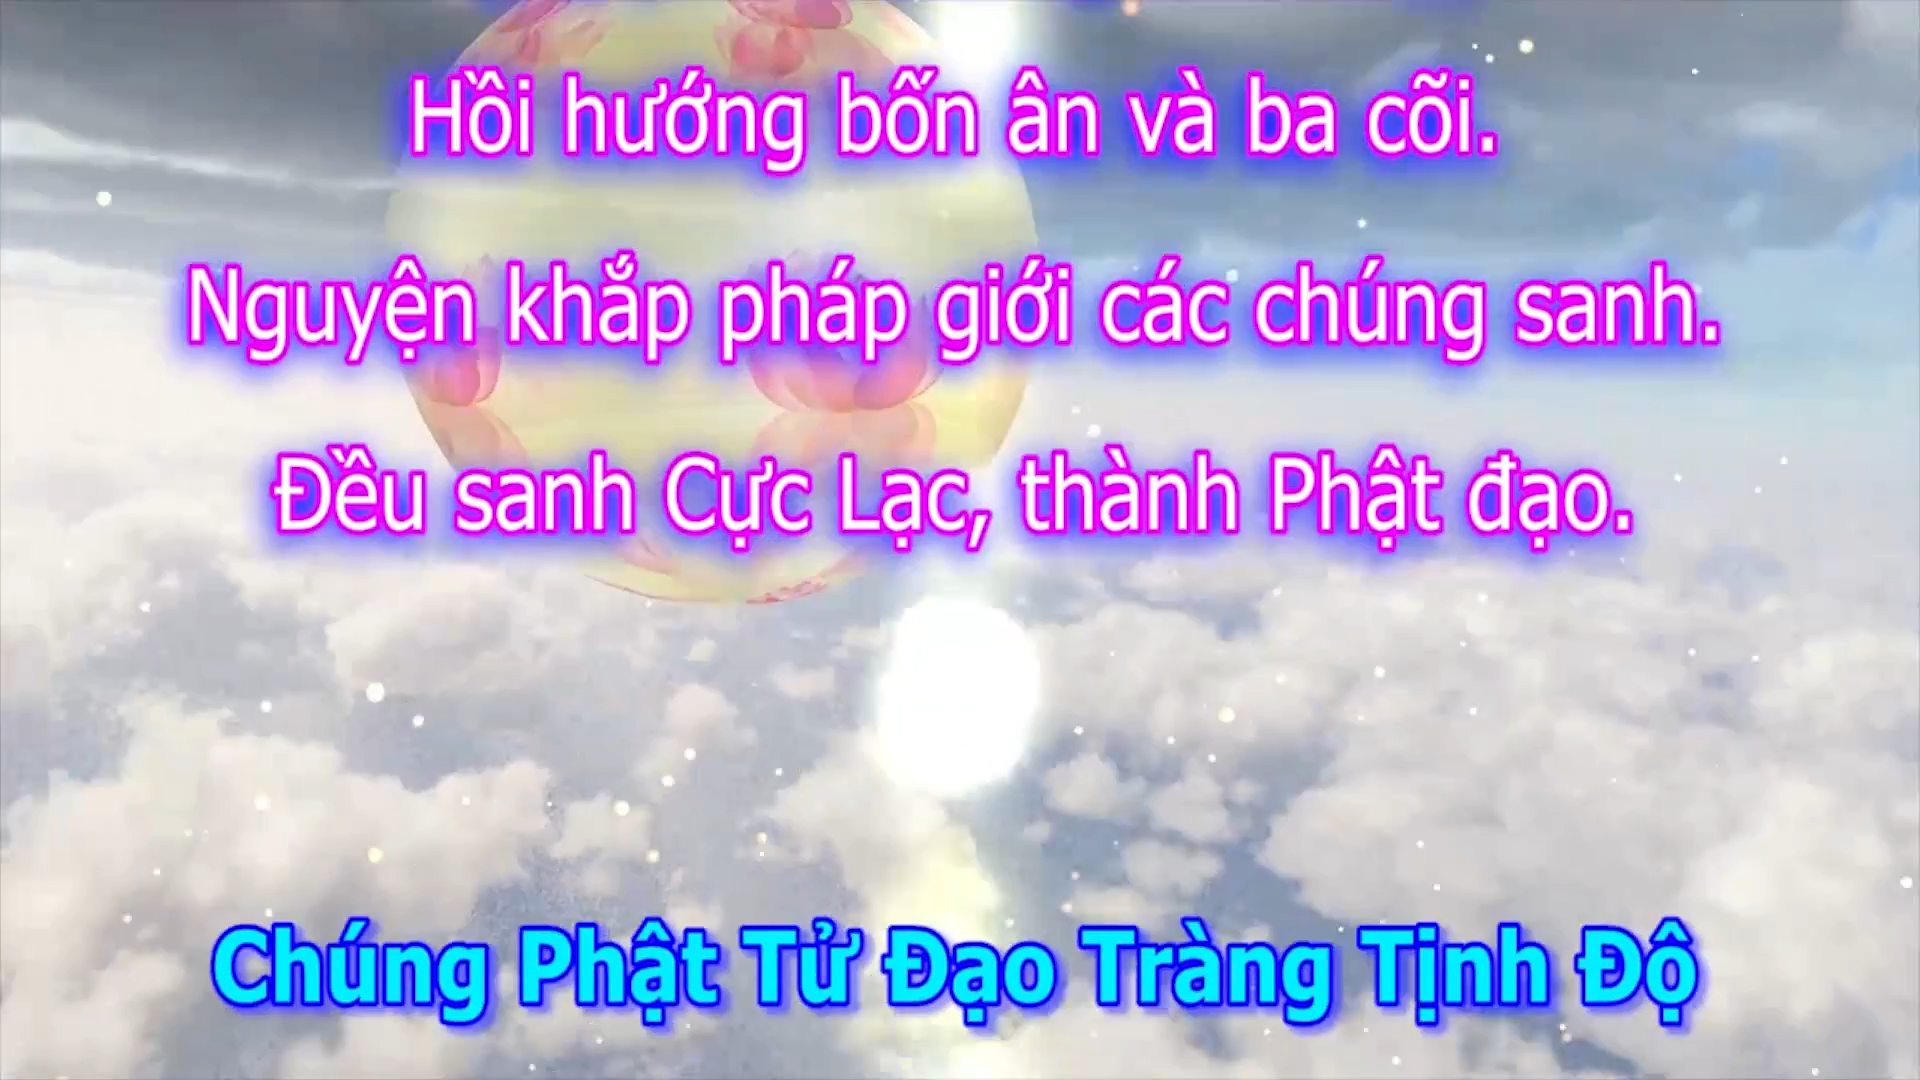 Hồi hướng bốn ân và ba cõi.
Nguyện khắp pháp giới các chúng sanh.
Đều sanh Cực Lạc, thành Phật đạo.
Chúng Phật Tử Đạo Tràng Tịnh Độ